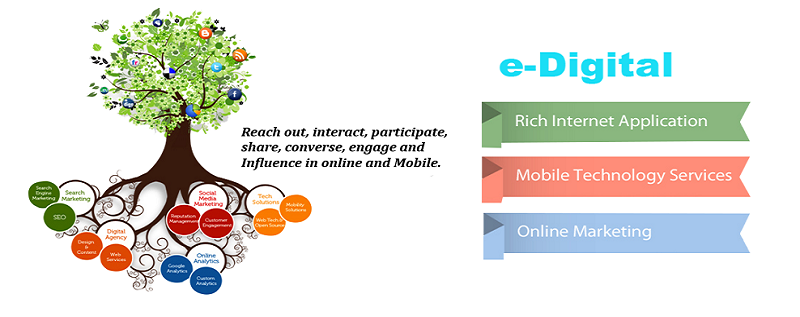 Reach out, interact, participate,
share, converse, engage and
Influence in online and Mobile.
Search
Engine
Marketing
Search
Marketing
SEO
Digital
Agency
Design
&
Content
Web
Services
Social
Media
Marketing
Reputation
Management
Customer
Engagement
Tech
Solutions
Mobility
Solutions
Web Tech &
Open Source
Online
Analytics
Google
Analytics
Custom
Analytics
e-Digital
Rich Internet Application
Mobile Technology Services
Online Marketing